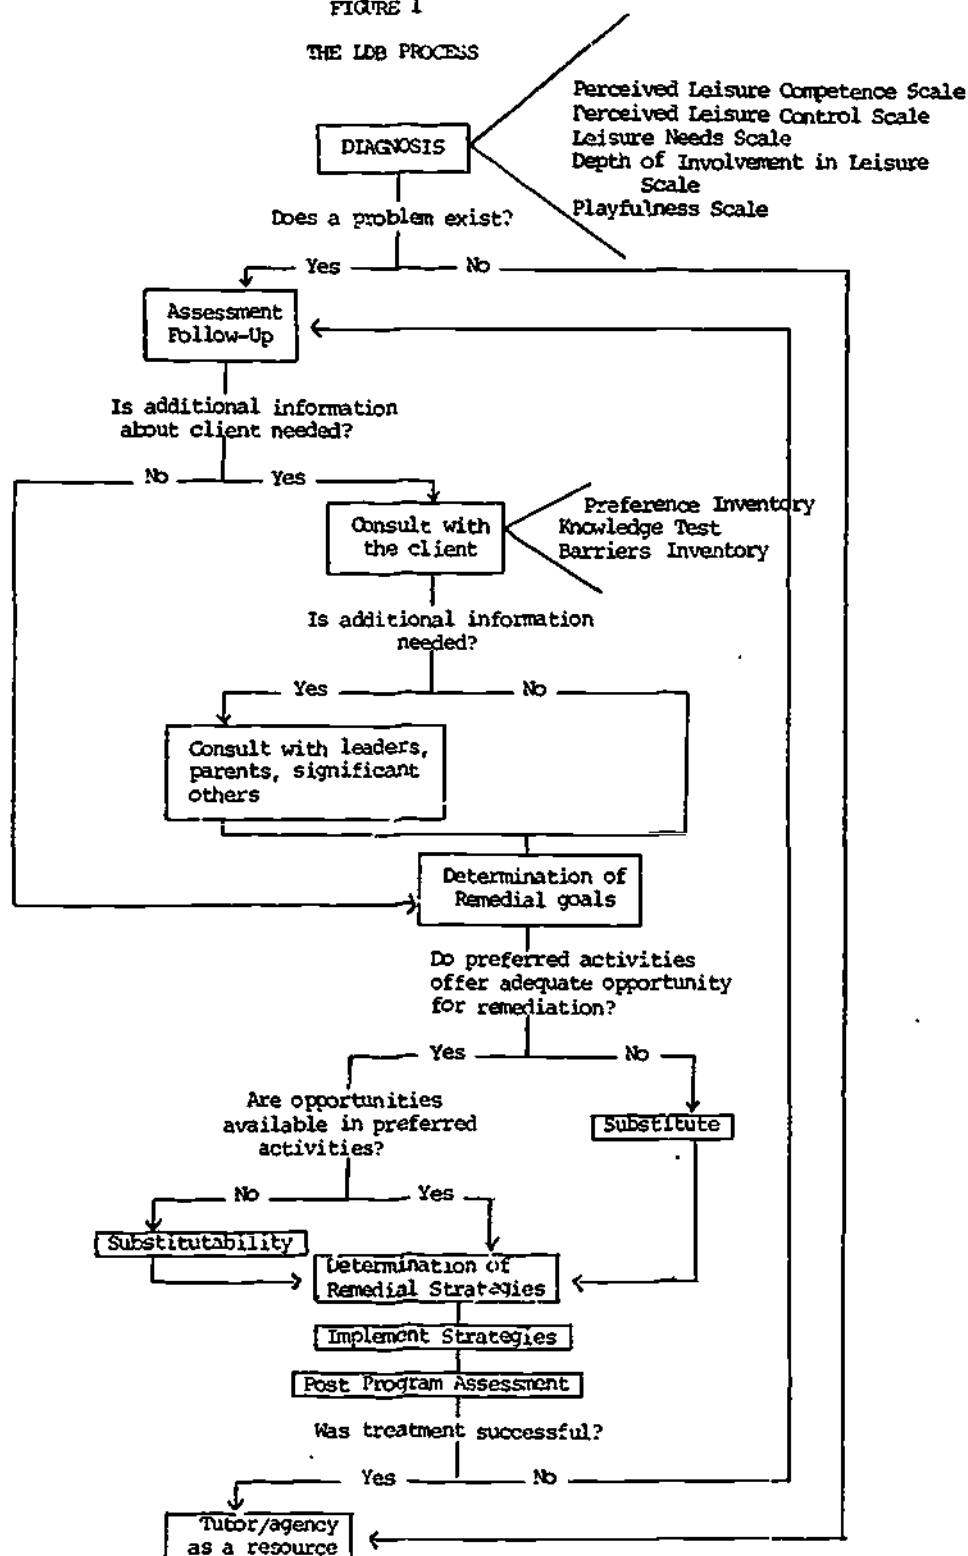 FIGURE 1
THE LDB PROCESS
Perceived Leisure Competence Scale
Perceived Leisure Control Scale
Leisure Needs Scale
Depth of Involvement in Leisure
Scale
Playfulness Scale
DIAGNOSIS
Does a problem exist?
Yes No
Assessment
Follow-Up
Is additional information
about client needed?
No Yes
Consult with
the client
Preference Inventory
Knowledge Test
Barriers Inventory
Is additional information
needed?
Yes No
Consult with leaders,
parents, significant
others
Determination of
Remedial goals
Do preferred activities
offer adequate opportunity
for remediation?
Yes No
Are opportunities
available in preferred
activities?
Substitute
No Yes
Substitutability
Determination of
Remedial Strategies
Implement Strategies
Post Program Assessment
Was treatment successful?
Yes No
Tutor/agency
as a resource